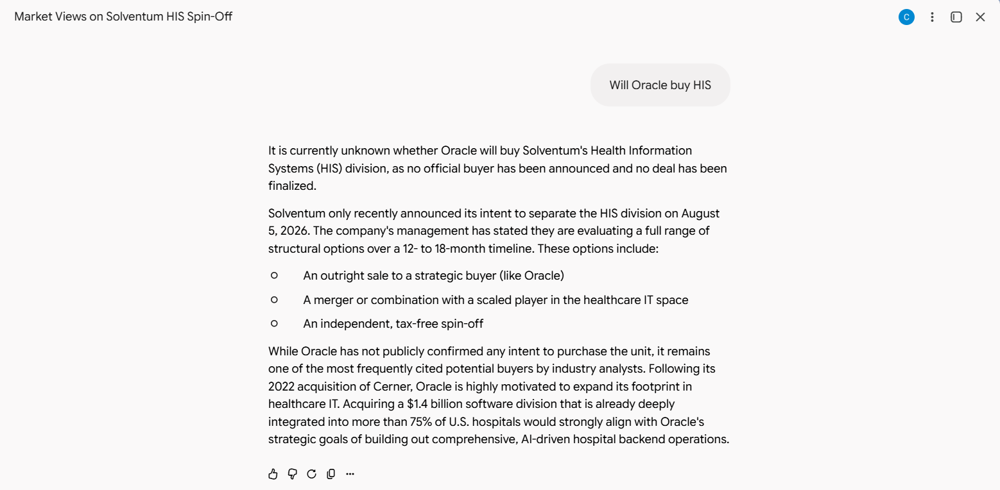 Market Views on Solventum HIS Spin-Off
C
Will Oracle buy HIS
It is currently unknown whether Oracle will buy Solventum's Health Information
Systems (HIS) division, as no official buyer has been announced and no deal has been
finalized.
Solventum only recently announced its intent to separate the HIS division on August
5, 2026. The company's management has stated they are evaluating a full range of
structural options over a 12- to 18-month timeline. These options include:
An outright sale to a strategic buyer (like Oracle)
A merger or combination with a scaled player in the healthcare IT space
An independent, tax-free spin-off
While Oracle has not publicly confirmed any intent to purchase the unit, it remains
one of the most frequently cited potential buyers by industry analysts. Following its
2022 acquisition of Cerner, Oracle is highly motivated to expand its footprint in
healthcare IT. Acquiring a $1.4 billion software division that is already deeply
integrated into more than 75% of U.S. hospitals would strongly align with Oracle's
strategic goals of building out comprehensive, AI-driven hospital backend operations.